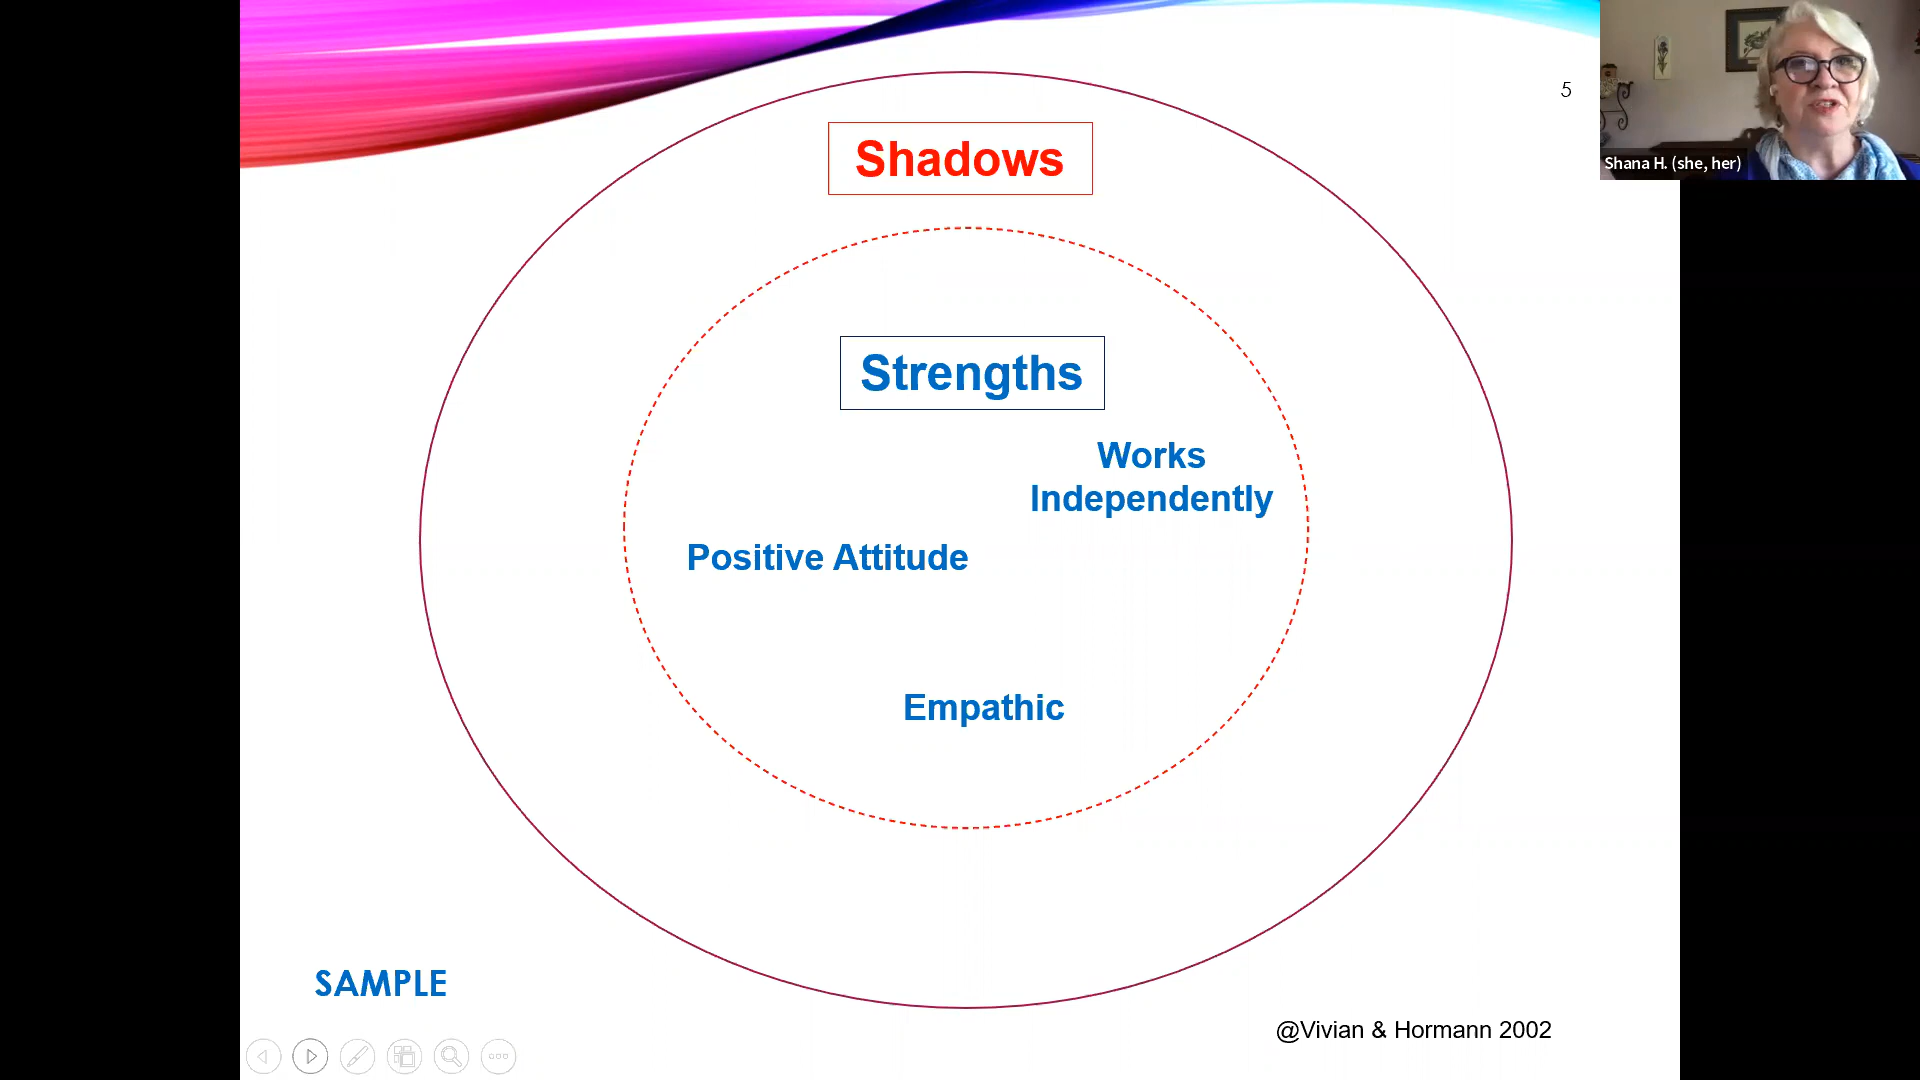 5
Shadows
Shana H. (she, her)
Strengths
Works
Independently
Positive Attitude
Empathic
SAMPLE
@Vivian & Hormann 2002